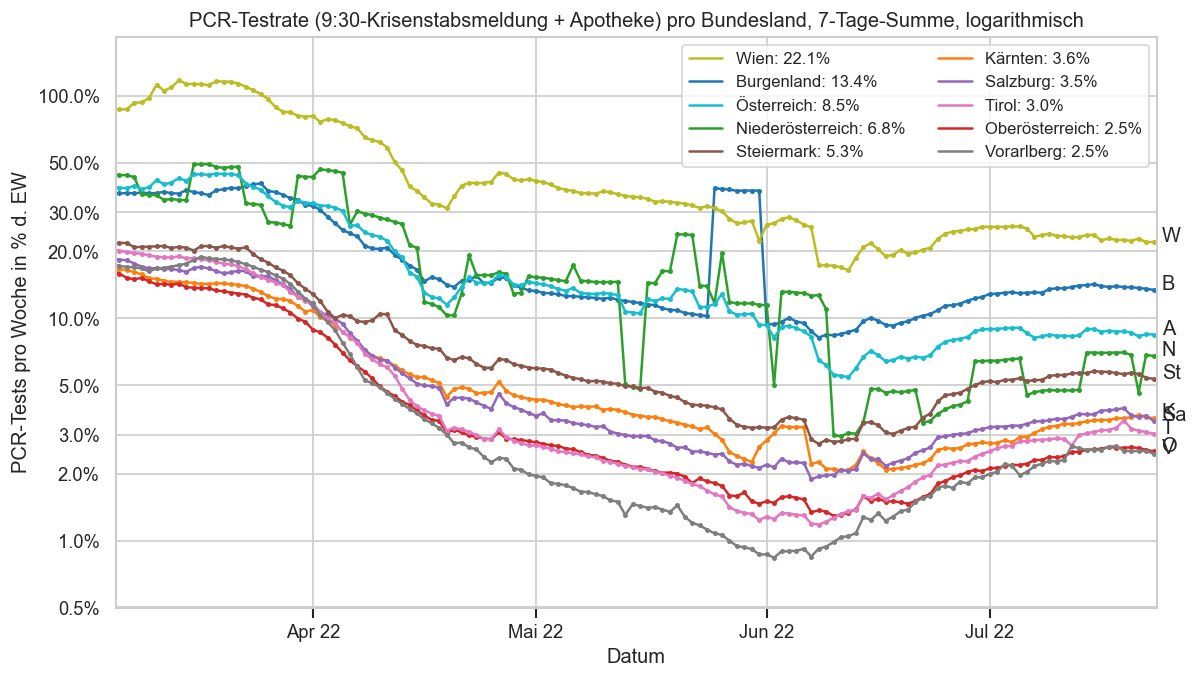 PCR-Testrate (9:30-Krisenstabsmeldung + Apotheke) pro Bundesland, 7-Tage-Summe, logarithmisch
Wien: 22.1%
Burgenland: 13.4%
Österreich: 8.5%
Niederösterreich: 6.8%
Steiermark: 5.3%
Kärnten: 3.6%
Salzburg: 3.5%
Tirol: 3.0%
Oberösterreich: 2.5%
Vorarlberg: 2.5%
PCR-Tests pro Woche in % d. EW
100.0%
50.0%
30.0%
20.0%
10.0%
5.0%
3.0%
2.0%
1.0%
0.5%
W
B
A
N
St
K
Sa
T
O
V
Apr 22
Mai 22
Jun 22
Jul 22
Datum